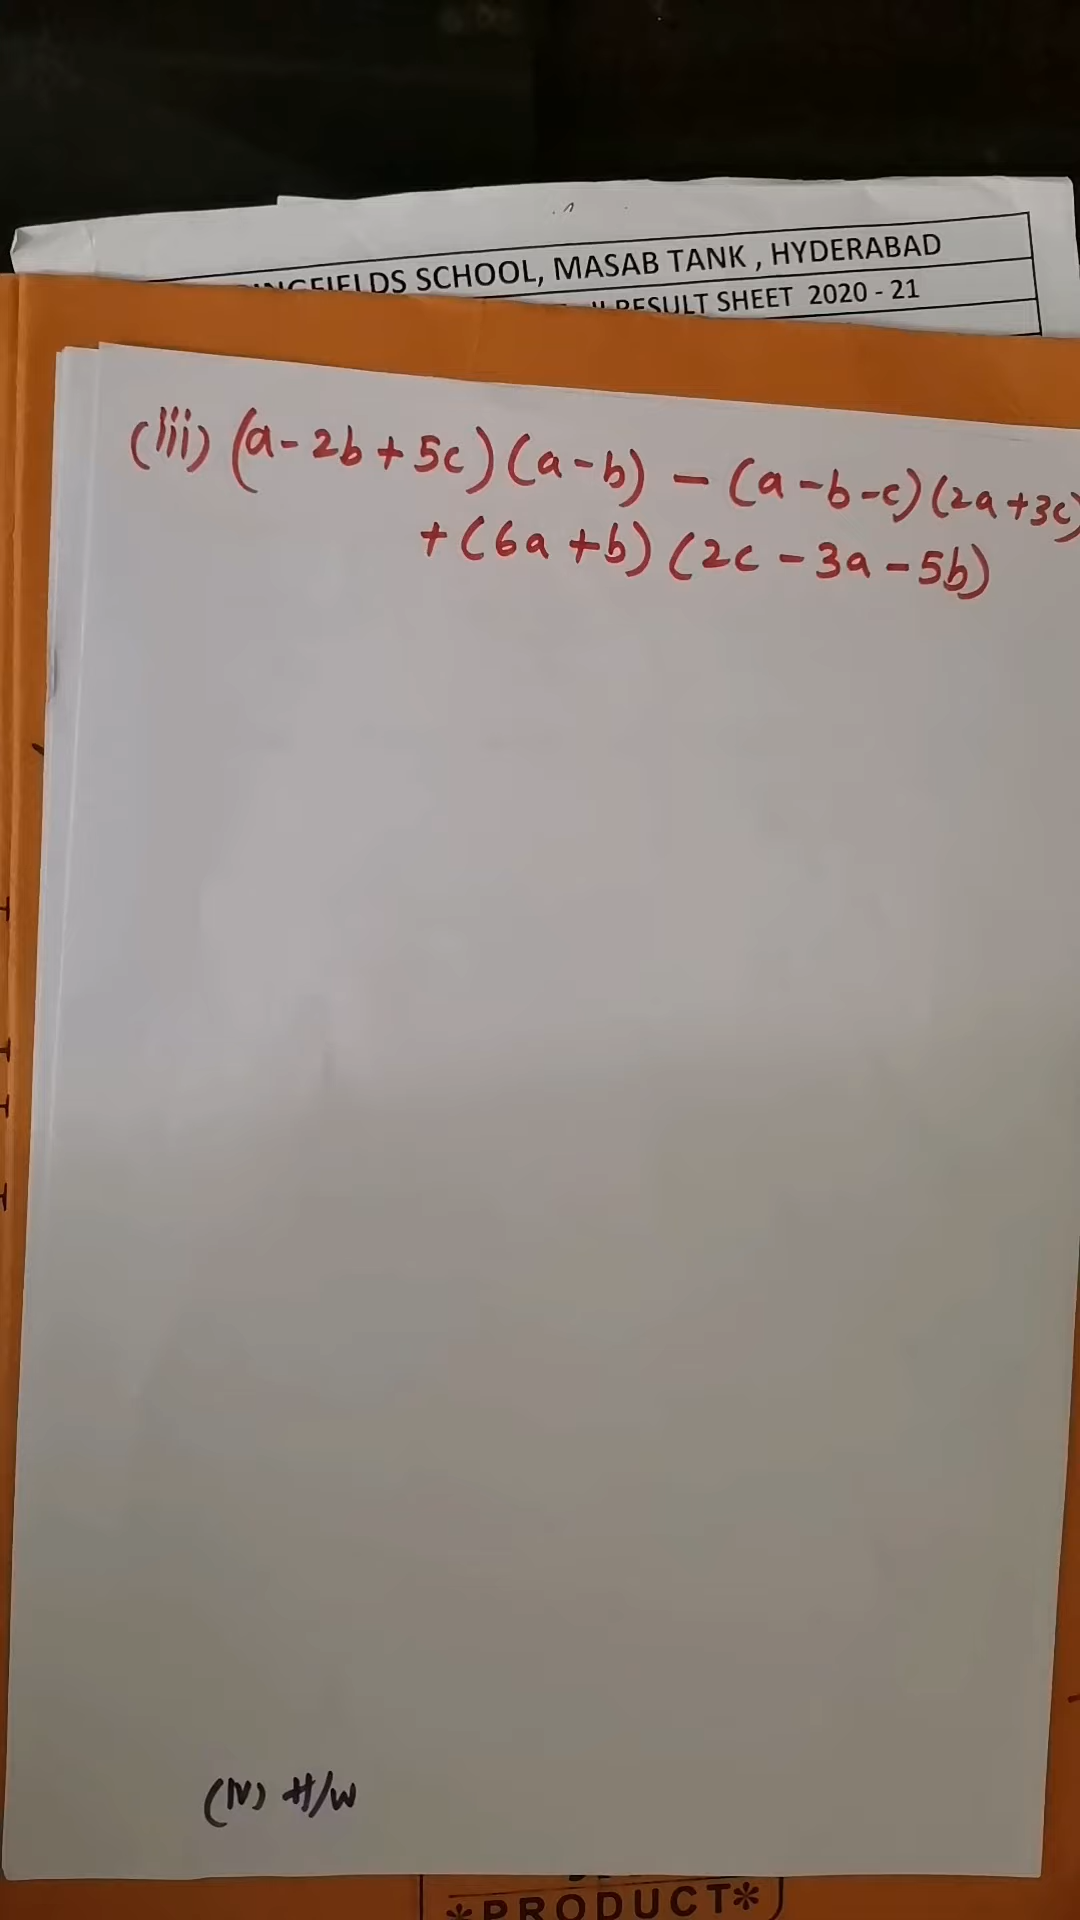 SCHOOL, MASAB TANK , HYDERABAD
RESULT SHEET 2020 - 21
(iii) (a - 2b + 5c) (a - b) - (a - b - c) (2a + 3c)
+ (6a + b) (2c - 3a - 5b)
(iv) H/W
*PRODUCT*